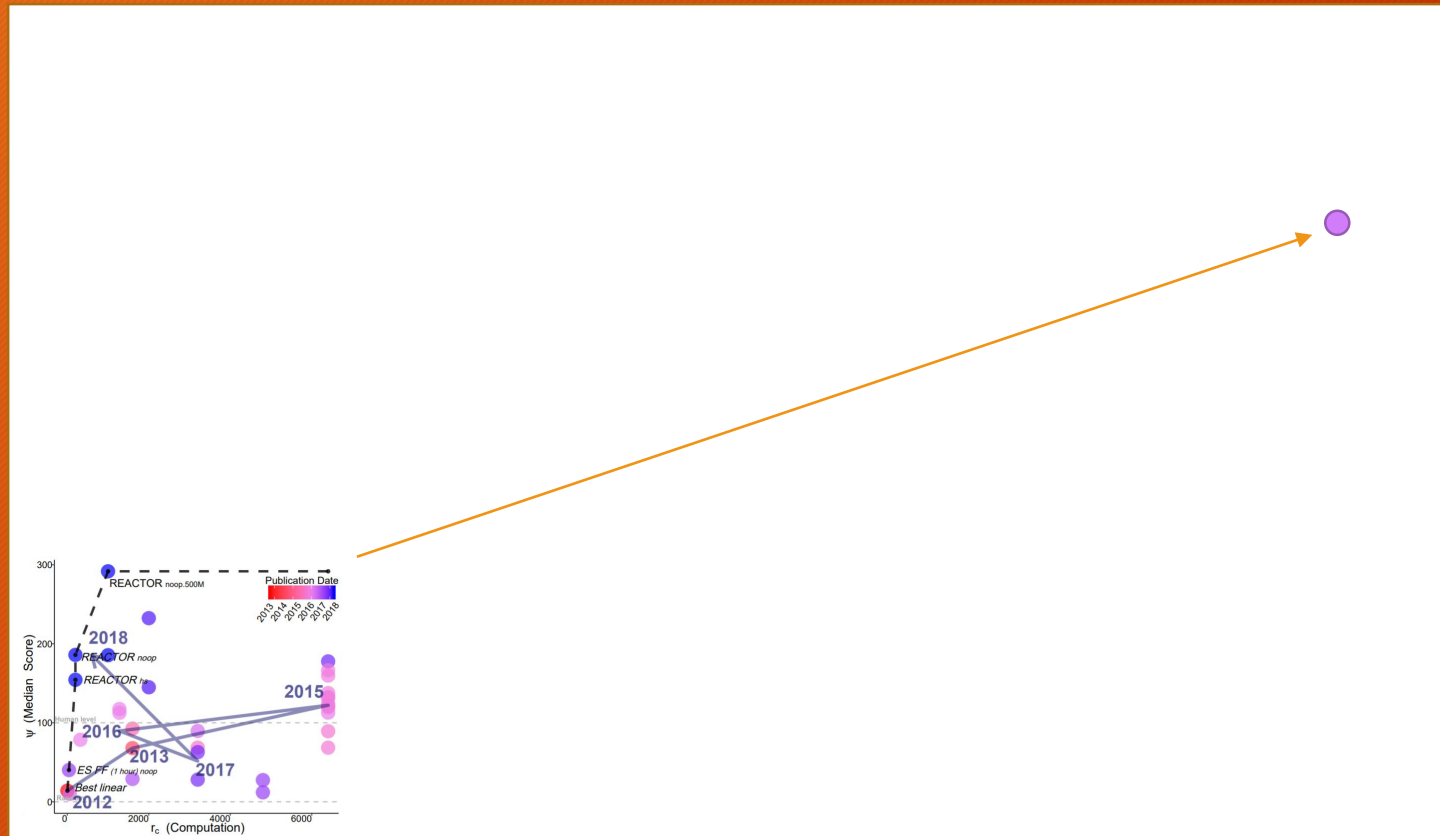 300
REACTOR noop.500M
Publication Date
2013 2014 2015 2016 2017 2018
2018
200
REACTOR noop
REACTOR hs
2015
Human level
100
2016
2013
2017
ES FF (1 hour) noop
Best linear
0
2012
ψ (Median Score)
0 2000 4000 6000
r_c (Computation)